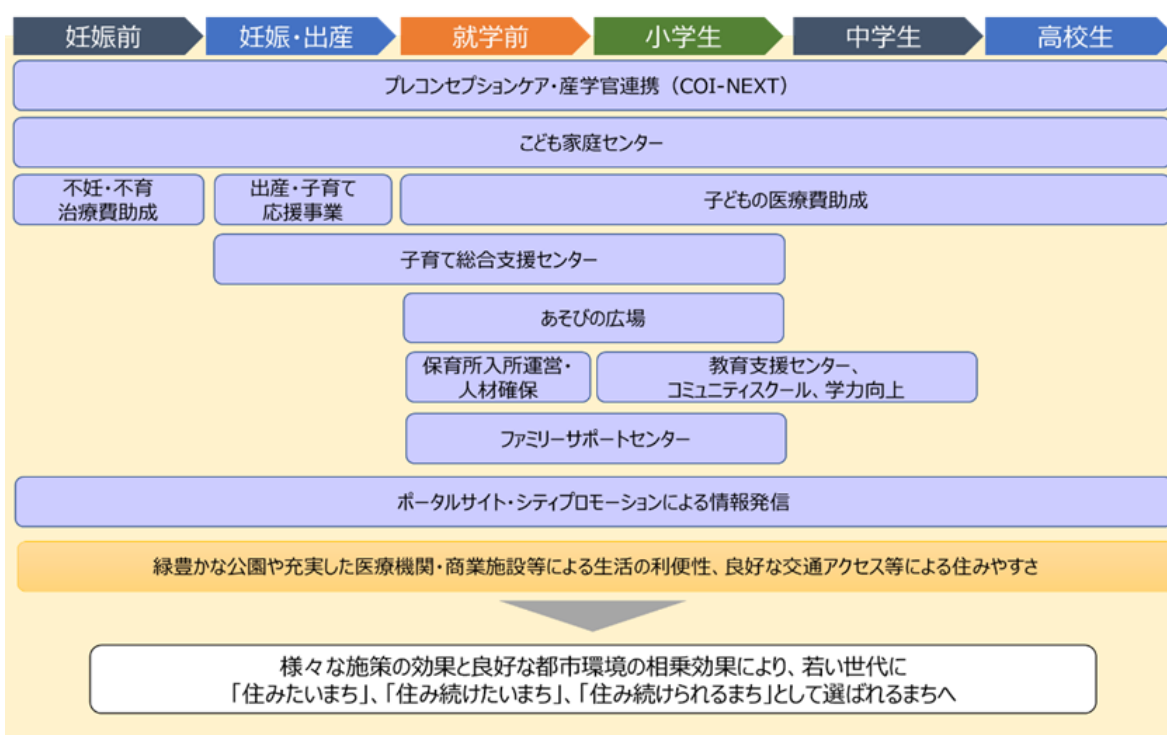 妊娠前
妊娠・出産
就学前
小学生
中学生
高校生
プレコンセプションケア・産学官連携（COI-NEXT）
こども家庭センター
不妊・不育
治療費助成
出産・子育て
応援事業
子どもの医療費助成
子育て総合支援センター
あそびの広場
保育所入所運営・
人材確保
教育支援センター、
コミュニティスクール、学力向上
ファミリーサポートセンター
ポータルサイト・シティプロモーションによる情報発信
緑豊かな公園や充実した医療機関・商業施設等による生活の利便性、良好な交通アクセス等による住みやすさ
様々な施策の効果と良好な都市環境の相乗効果により、若い世代に
「住みたいまち」、「住み続けたいまち」、「住み続けられるまち」として選ばれるまちへ